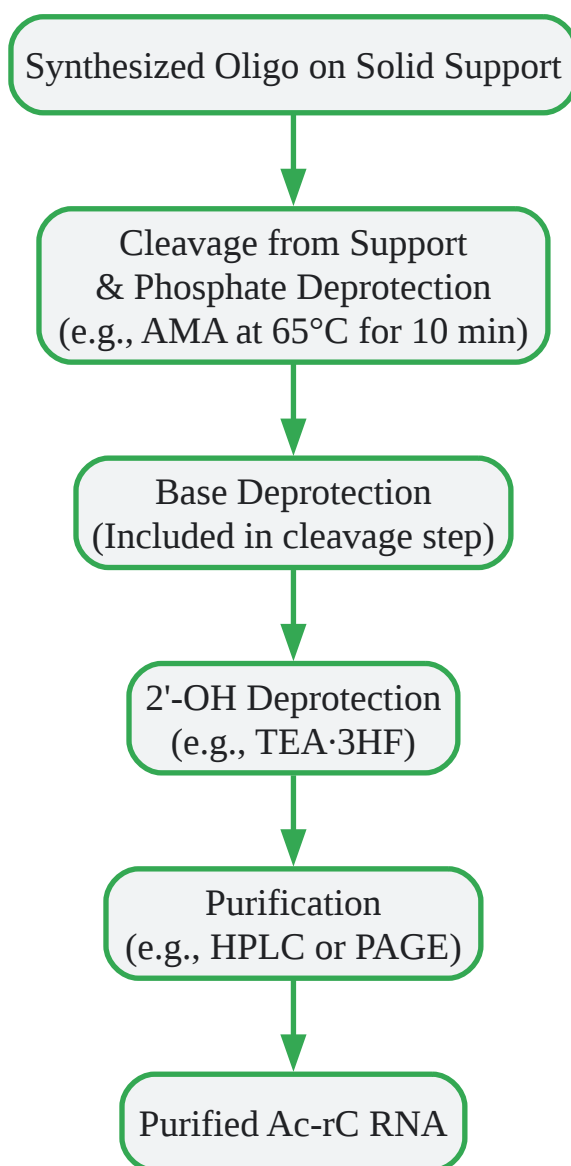 Synthesized Oligo on Solid Support
Cleavage from Support
& Phosphate Deprotection
(e.g., AMA at 65°C for 10 min)
Base Deprotection
(Included in cleavage step)
2'-OH Deprotection
(e.g., TEA·3HF)
Purification
(e.g., HPLC or PAGE)
Purified Ac-rC RNA